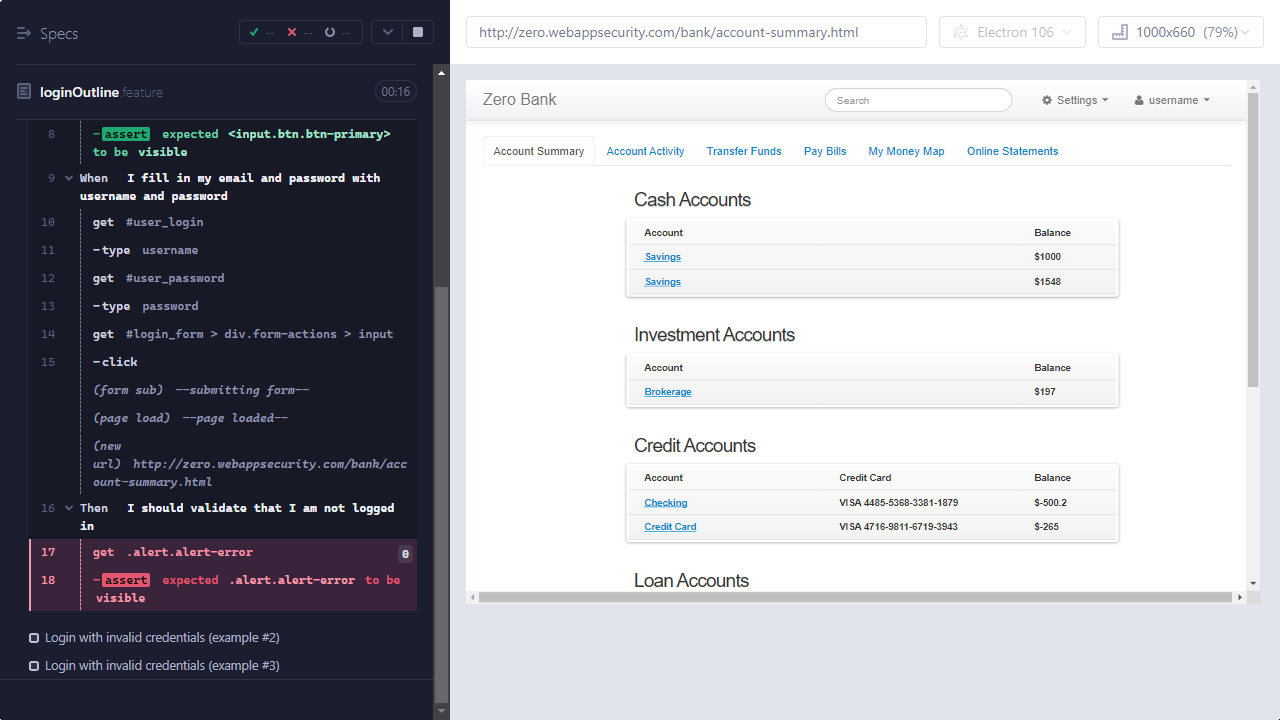 Specs
-- -- --
loginOutline.feature
00:16
8 -assert expected <input.btn.btn-primary>
to be visible
9 When I fill in my email and password with
username and password
10 get #user_login
11 -type username
12 get #user_password
13 -type password
14 get #login_form > div.form-actions > input
15 -click
(form sub) --submitting form--
(page load) --page loaded--
(new
url) http://zero.webappsecurity.com/bank/acc
ount-summary.html
16 Then I should validate that I am not logged
in
17 get .alert.alert-error 0
18 -assert expected .alert.alert-error to be
visible
Login with invalid credentials (example #2)
Login with invalid credentials (example #3)
http://zero.webappsecurity.com/bank/account-summary.html
Electron 106
1000x660 (79%)
Zero Bank
Search
Settings
username
Account Summary Account Activity Transfer Funds Pay Bills My Money Map Online Statements
Cash Accounts
Account Balance
Savings $1000
Savings $1548
Investment Accounts
Account Balance
Brokerage $197
Credit Accounts
Account Credit Card Balance
Checking VISA 4485-5368-3381-1879 $-500.2
Credit Card VISA 4716-9811-6719-3943 $-265
Loan Accounts